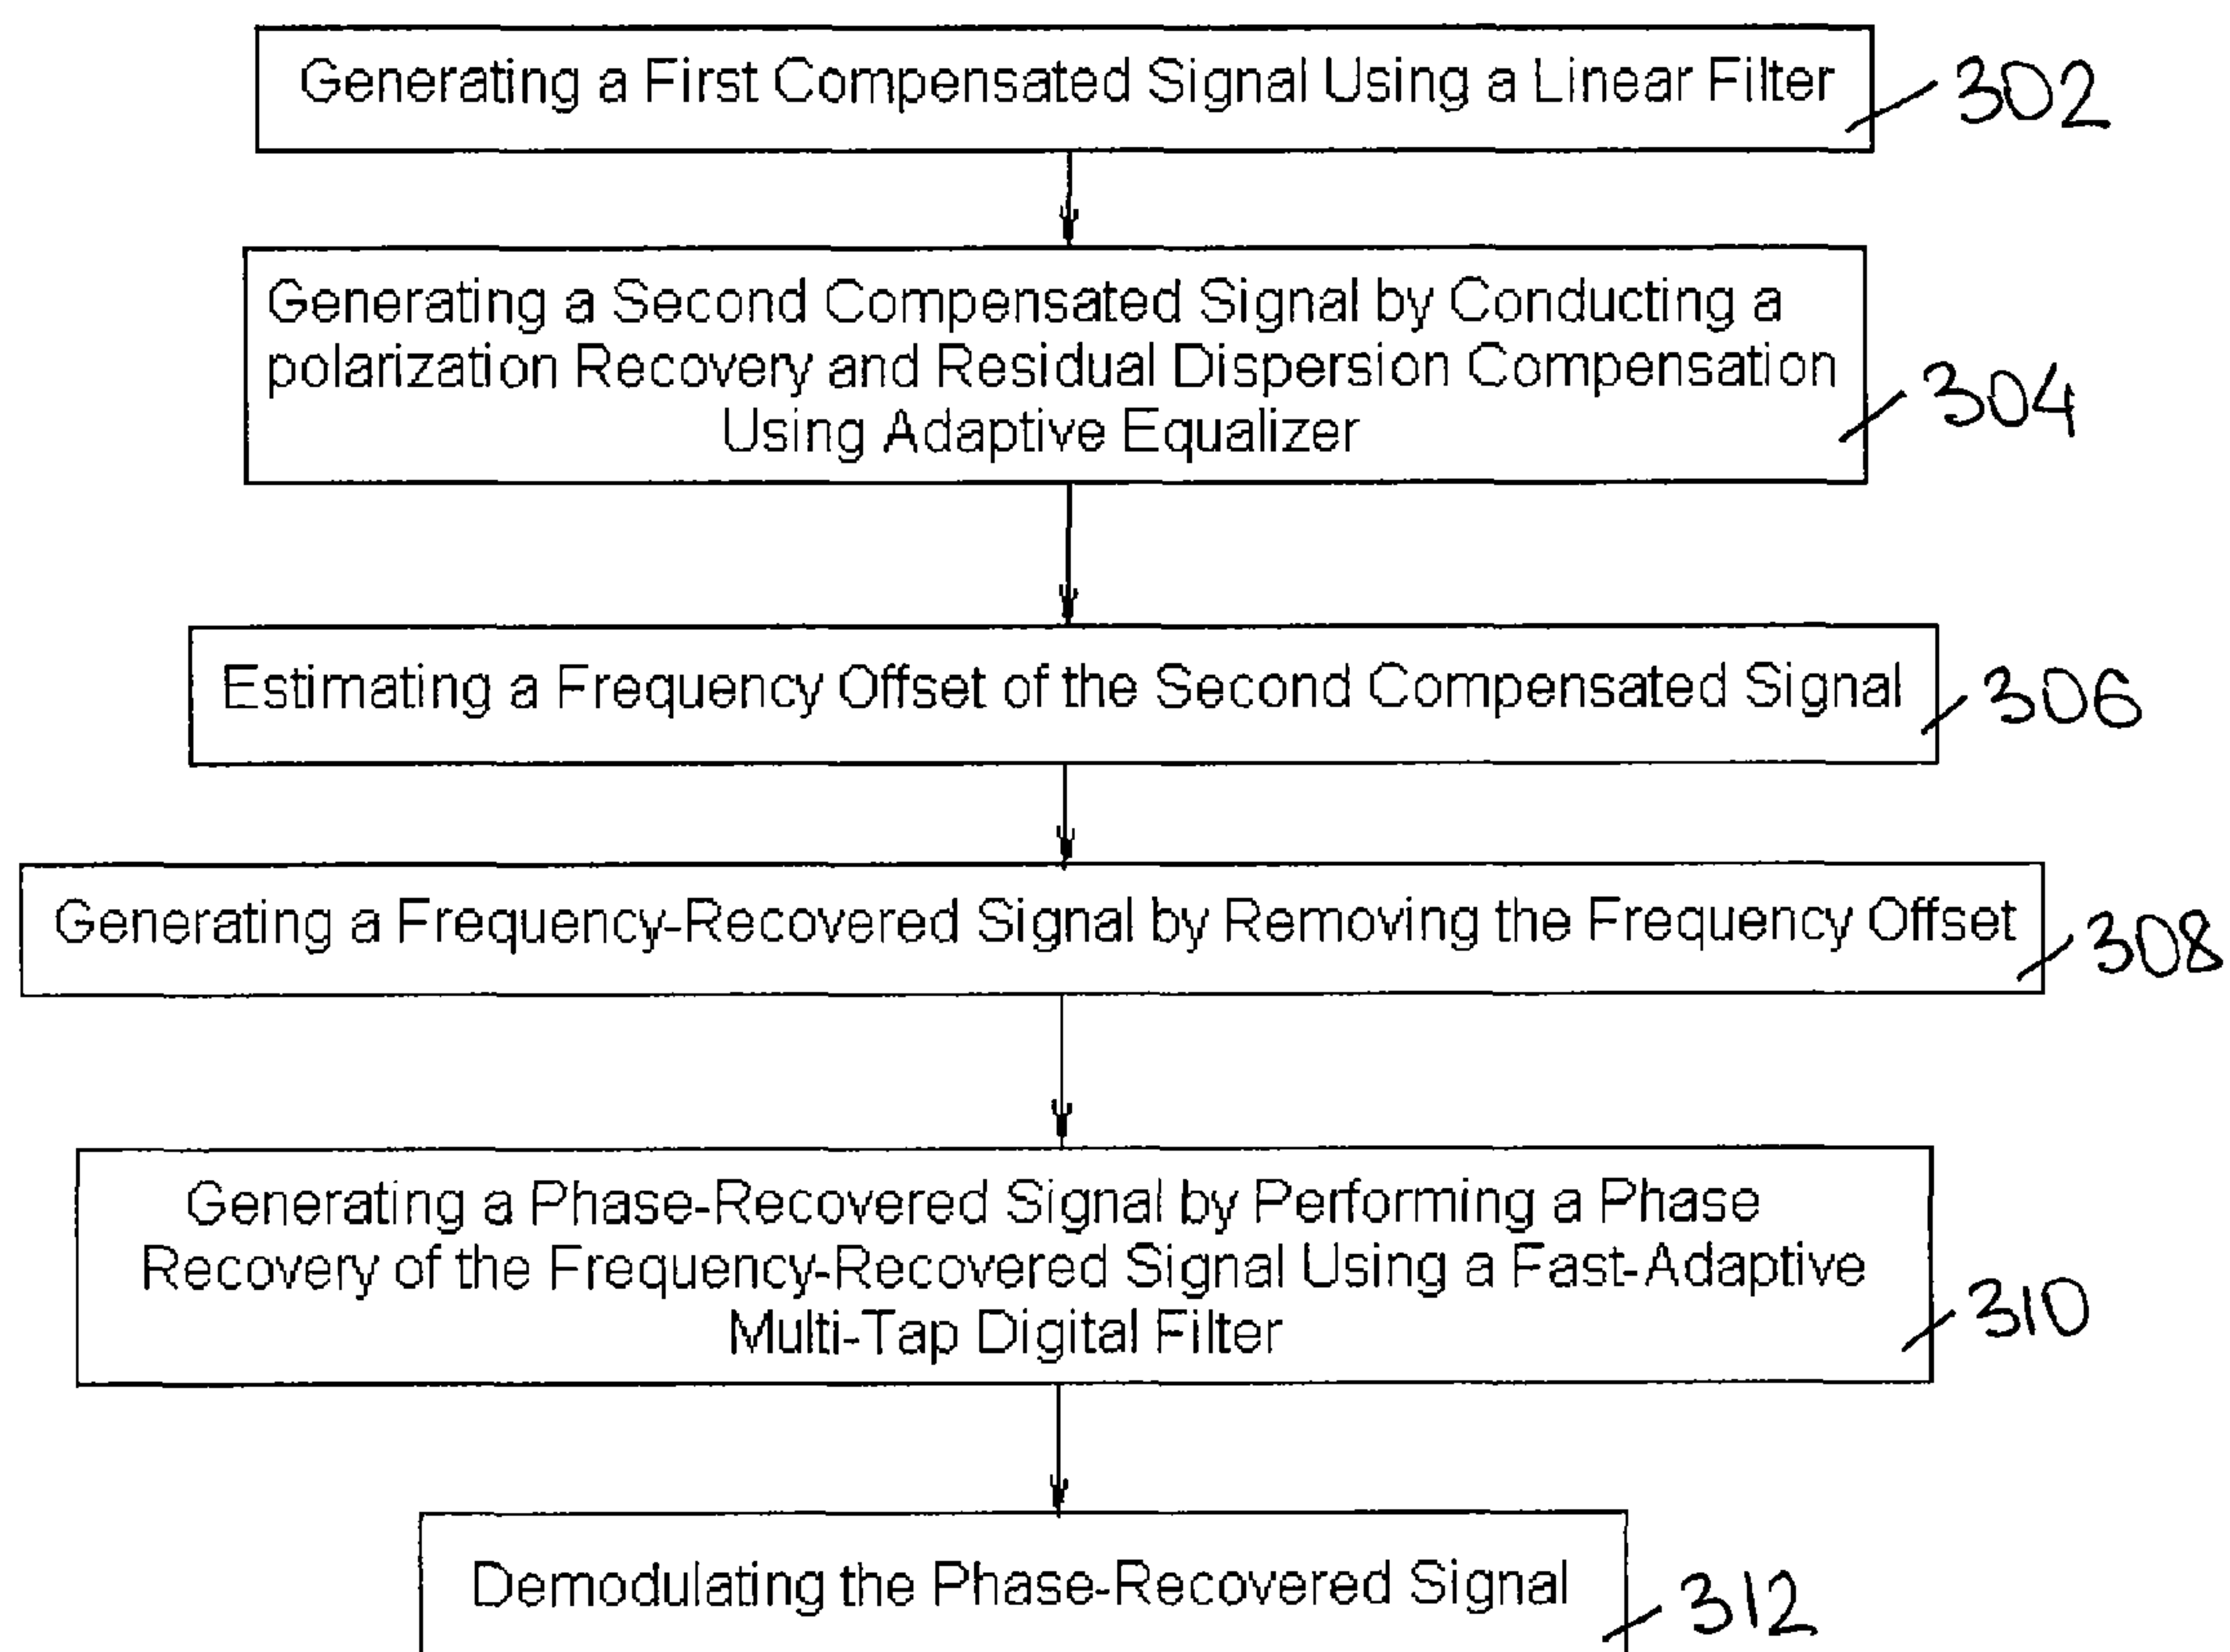 Generating a First Compensated Signal Using a Linear Filter
302
Generating a Second Compensated Signal by Conducting a
polarization Recovery and Residual Dispersion Compensation
Using Adaptive Equalizer
304
Estimating a Frequency Offset of the Second Compensated Signal
306
Generating a Frequency-Recovered Signal by Removing the Frequency Offset
308
Generating a Phase-Recovered Signal by Performing a Phase
Recovery of the Frequency-Recovered Signal Using a Fast-Adaptive
Multi-Tap Digital Filter
310
Demodulating the Phase-Recovered Signal
312